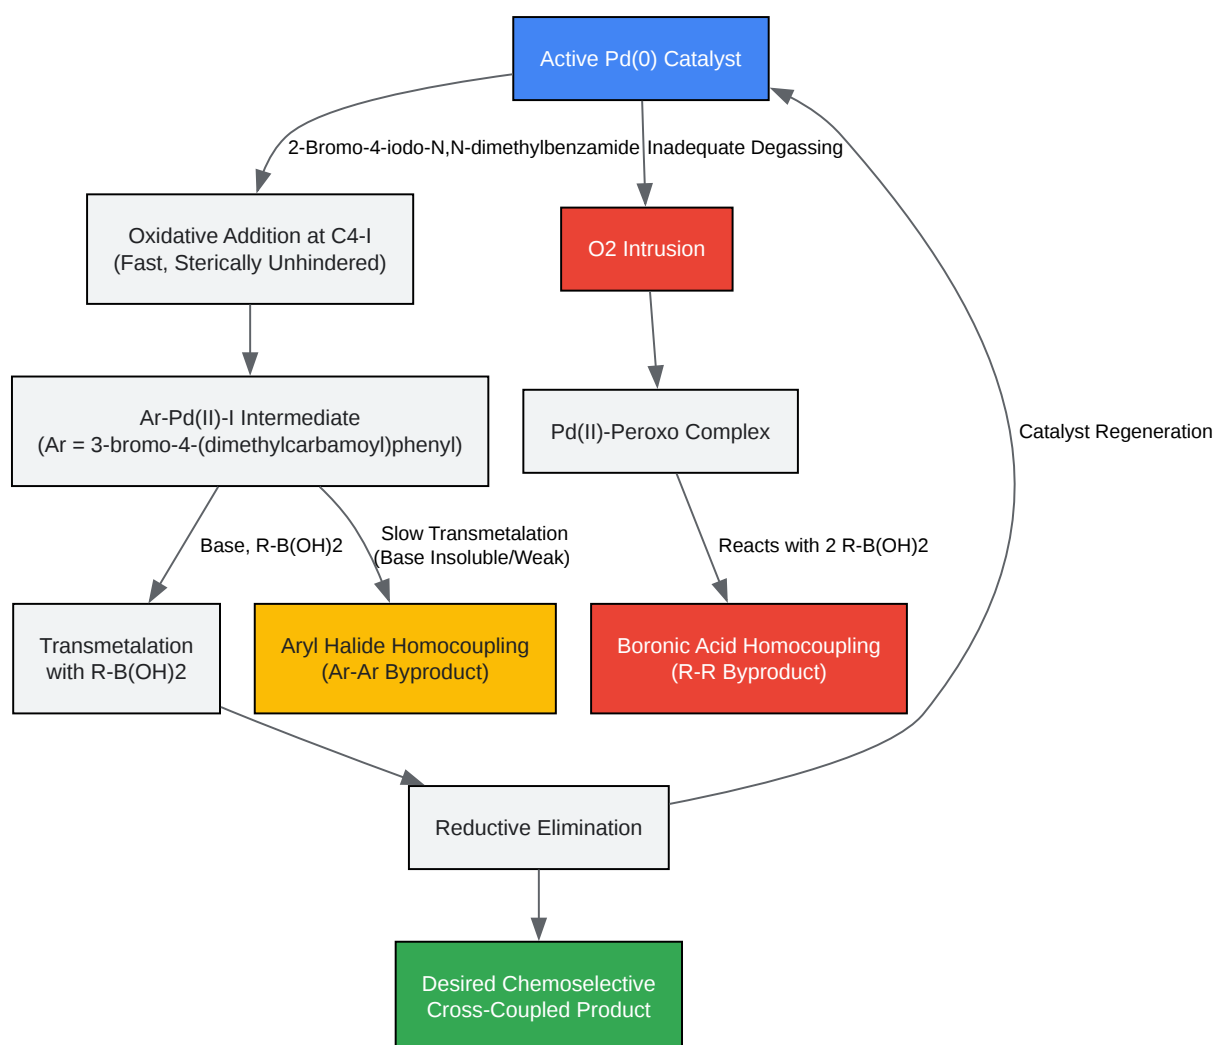 Active Pd(0) Catalyst
2-Bromo-4-iodo-N,N-dimethylbenzamide
Inadequate Degassing
Oxidative Addition at C4-I
(Fast, Sterically Unhindered)
O2 Intrusion
Ar-Pd(II)-I Intermediate
(Ar = 3-bromo-4-(dimethylcarbamoyl)phenyl)
Pd(II)-Peroxo Complex
Catalyst Regeneration
Base, R-B(OH)2
Slow Transmetalation
(Base Insoluble/Weak)
Reacts with 2 R-B(OH)2
Transmetalation
with R-B(OH)2
Aryl Halide Homocoupling
(Ar-Ar Byproduct)
Boronic Acid Homocoupling
(R-R Byproduct)
Reductive Elimination
Desired Chemoselective
Cross-Coupled Product